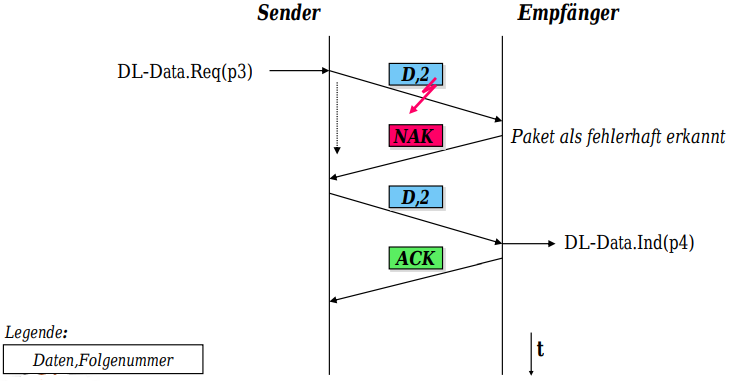 Sender
Empfänger
DL-Data.Req(p3)
D,2
NAK
Paket als fehlerhaft erkannt
D,2
DL-Data.Ind(p4)
ACK
Legende:
Daten,Folgenummer
t